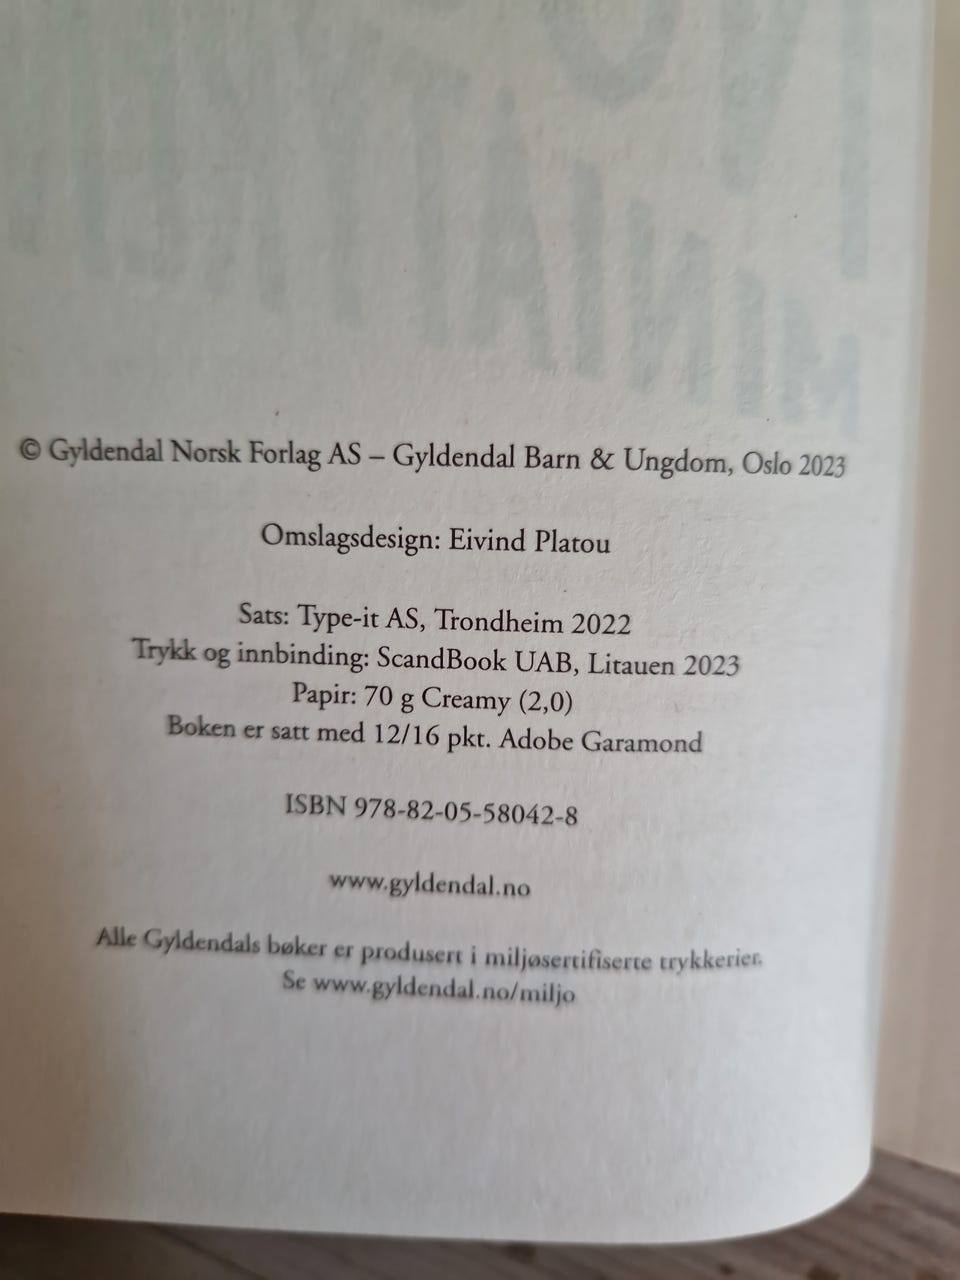 © Gyldendal Norsk Forlag AS – Gyldendal Barn & Ungdom, Oslo 2023
Omslagsdesign: Eivind Platou
Sats: Type-it AS, Trondheim 2022
Trykk og innbinding: ScandBook UAB, Litauen 2023
Papir: 70 g Creamy (2,0)
Boken er satt med 12/16 pkt. Adobe Garamond
ISBN 978-82-05-58042-8
www.gyldendal.no
Alle Gyldendals bøker er produsert i miljøsertifiserte trykkerier.
Se www.gyldendal.no/miljo